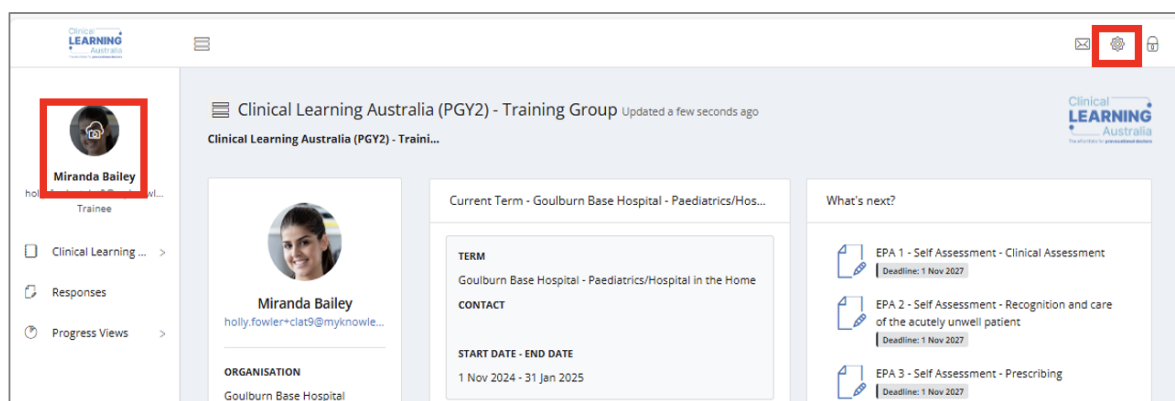 Clinical
LEARNING
Australia
Clinical Learning Australia (PGY2) - Training Group Updated a few seconds ago
Clinical Learning Australia (PGY2) - Traini...
Clinical
LEARNING
Australia
The ePortfolio for prevocational doctors
Miranda Bailey
Trainee
Clinical Learning ...
Responses
Progress Views
Miranda Bailey
holly.fowler+clat9@myknowle...
ORGANISATION
Goulburn Base Hospital
Current Term - Goulburn Base Hospital - Paediatrics/Hos...
TERM
Goulburn Base Hospital - Paediatrics/Hospital in the Home
CONTACT
START DATE - END DATE
1 Nov 2024 - 31 Jan 2025
What's next?
EPA 1 - Self Assessment - Clinical Assessment
Deadline: 1 Nov 2027
EPA 2 - Self Assessment - Recognition and care
of the acutely unwell patient
Deadline: 1 Nov 2027
EPA 3 - Self Assessment - Prescribing
Deadline: 1 Nov 2027